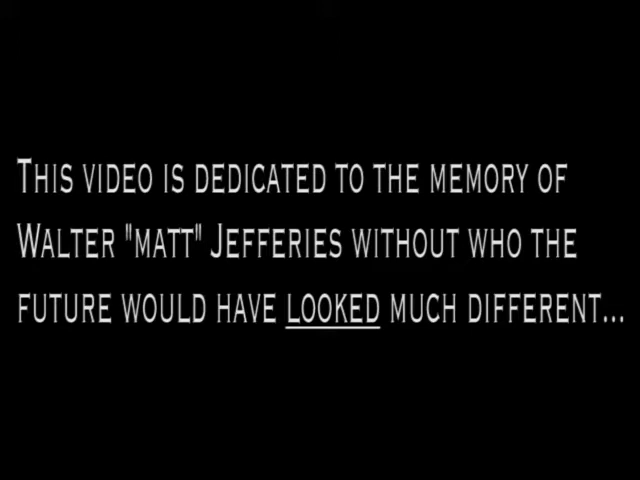 This video is dedicated to the memory of
Walter "Matt" Jefferies without who the
future would have looked much different...